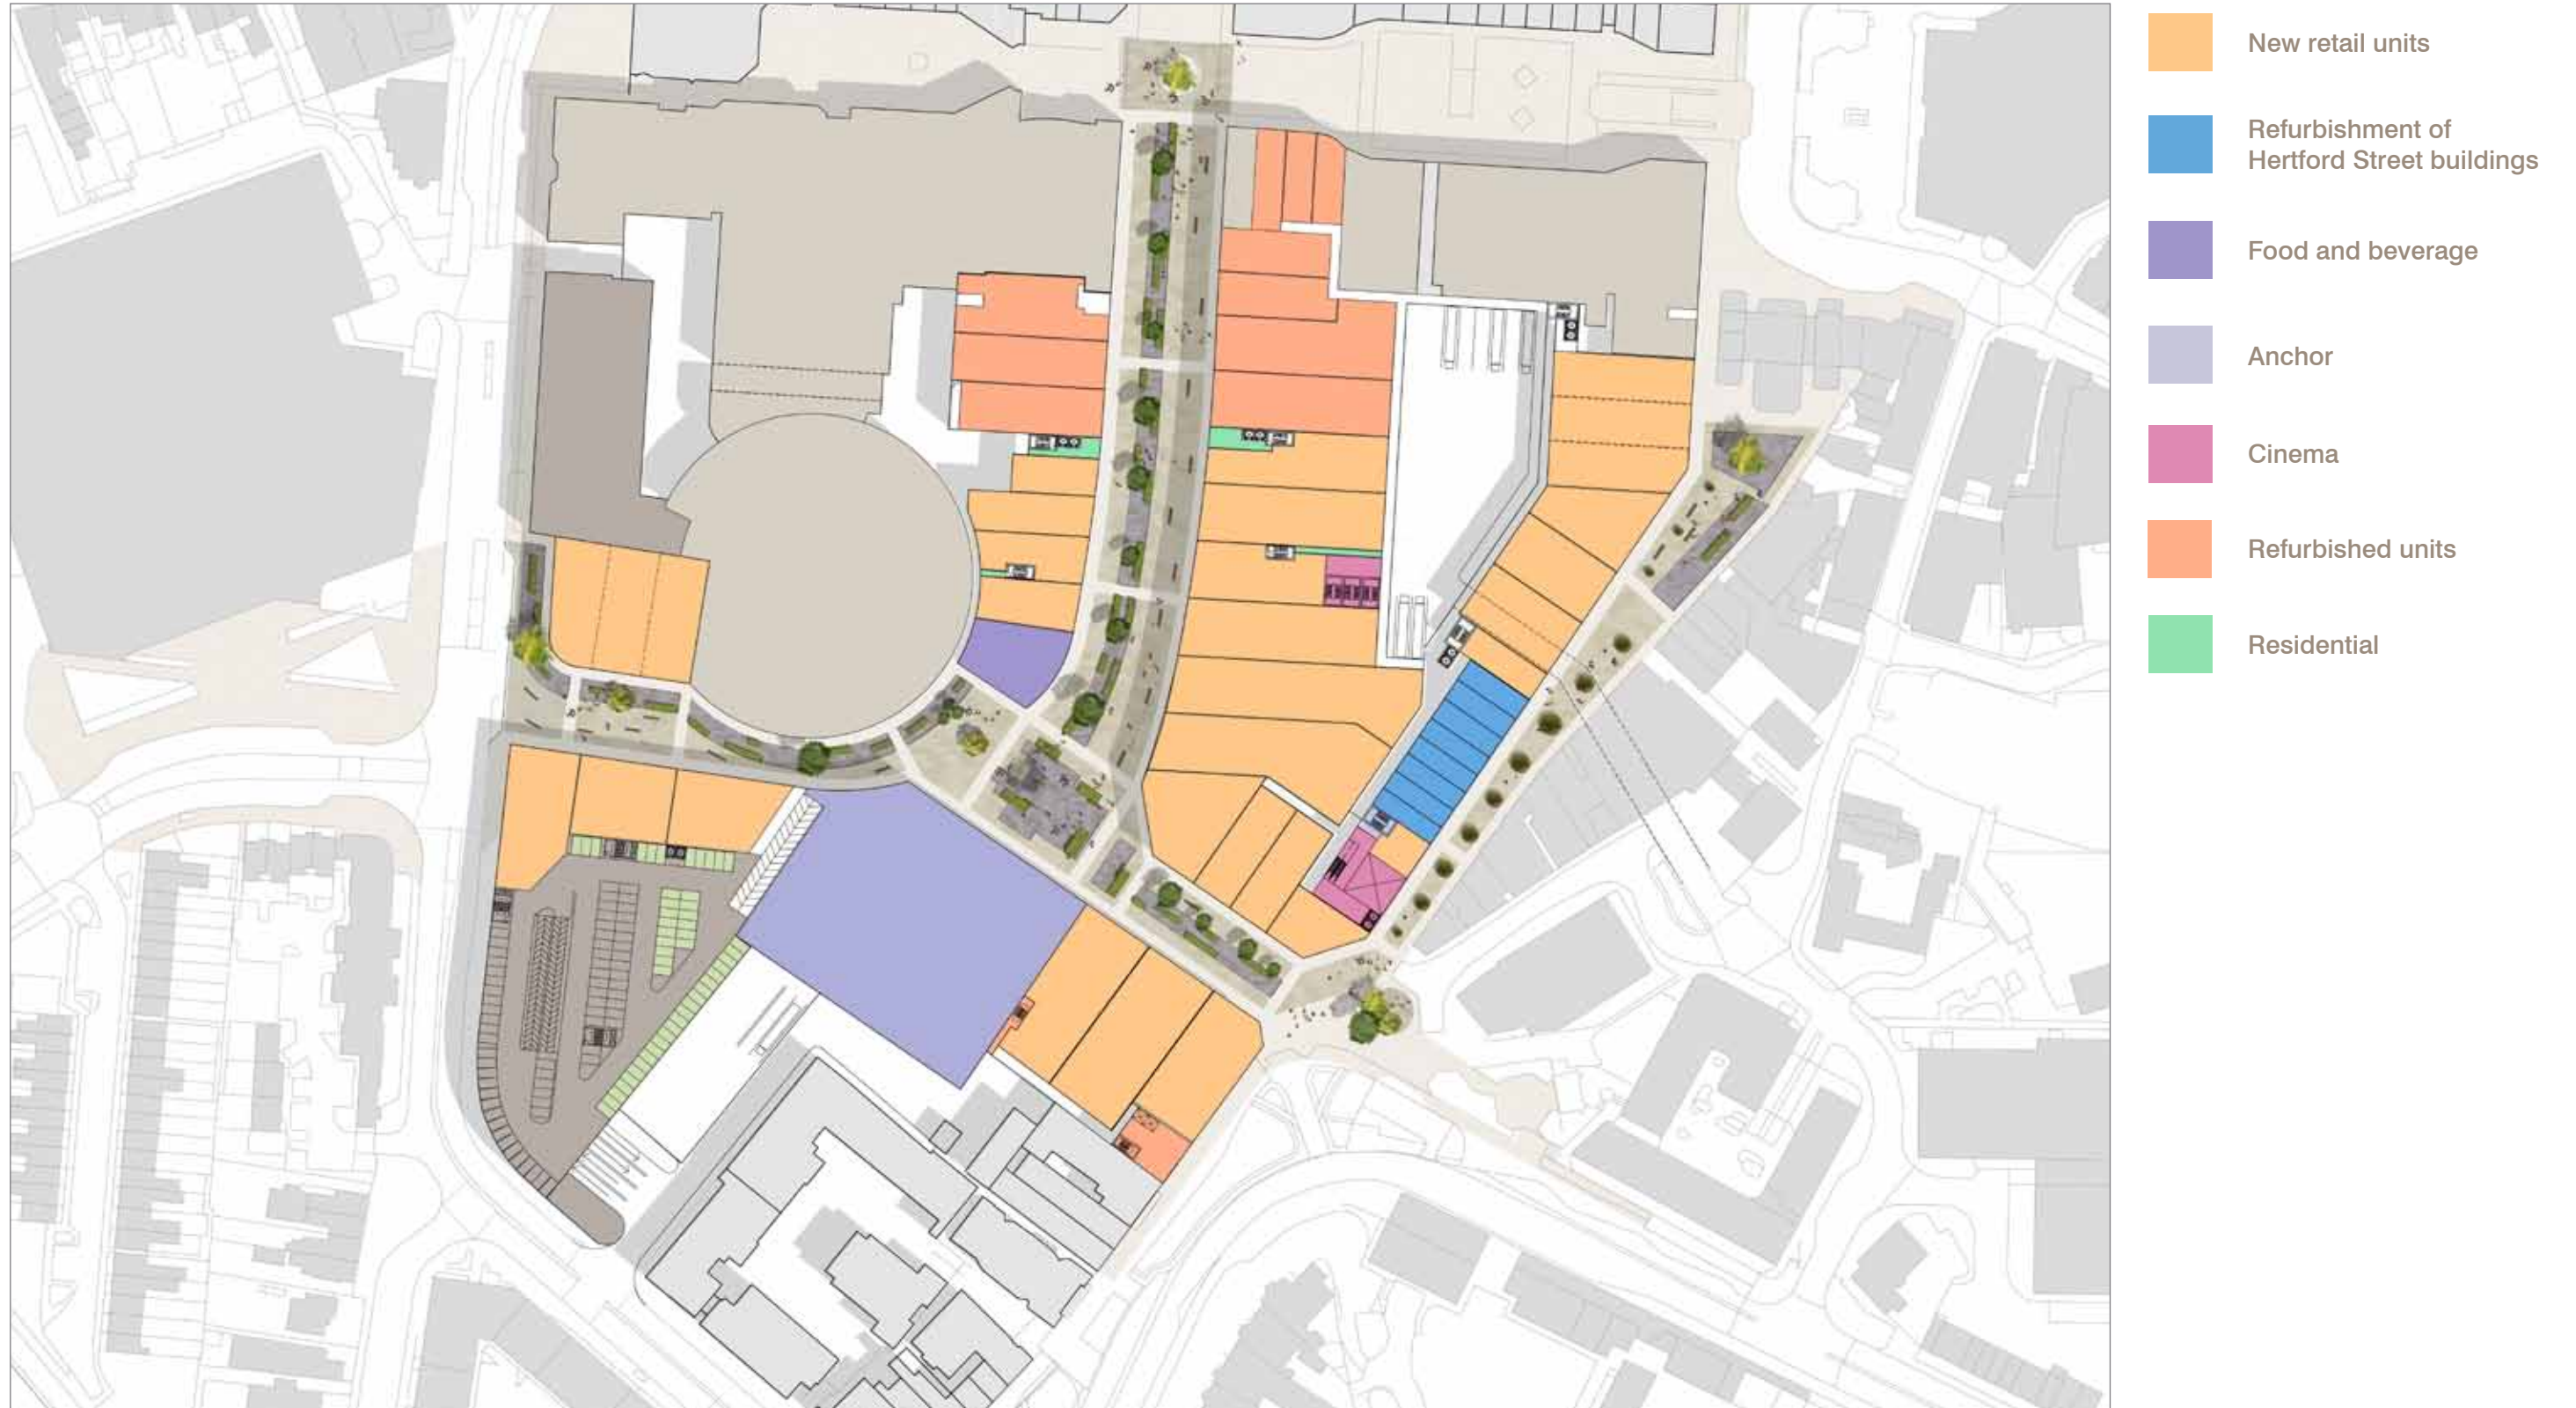 New retail units
Refurbishment of
Hertford Street buildings
Food and beverage
Anchor
Cinema
Refurbished units
Residential